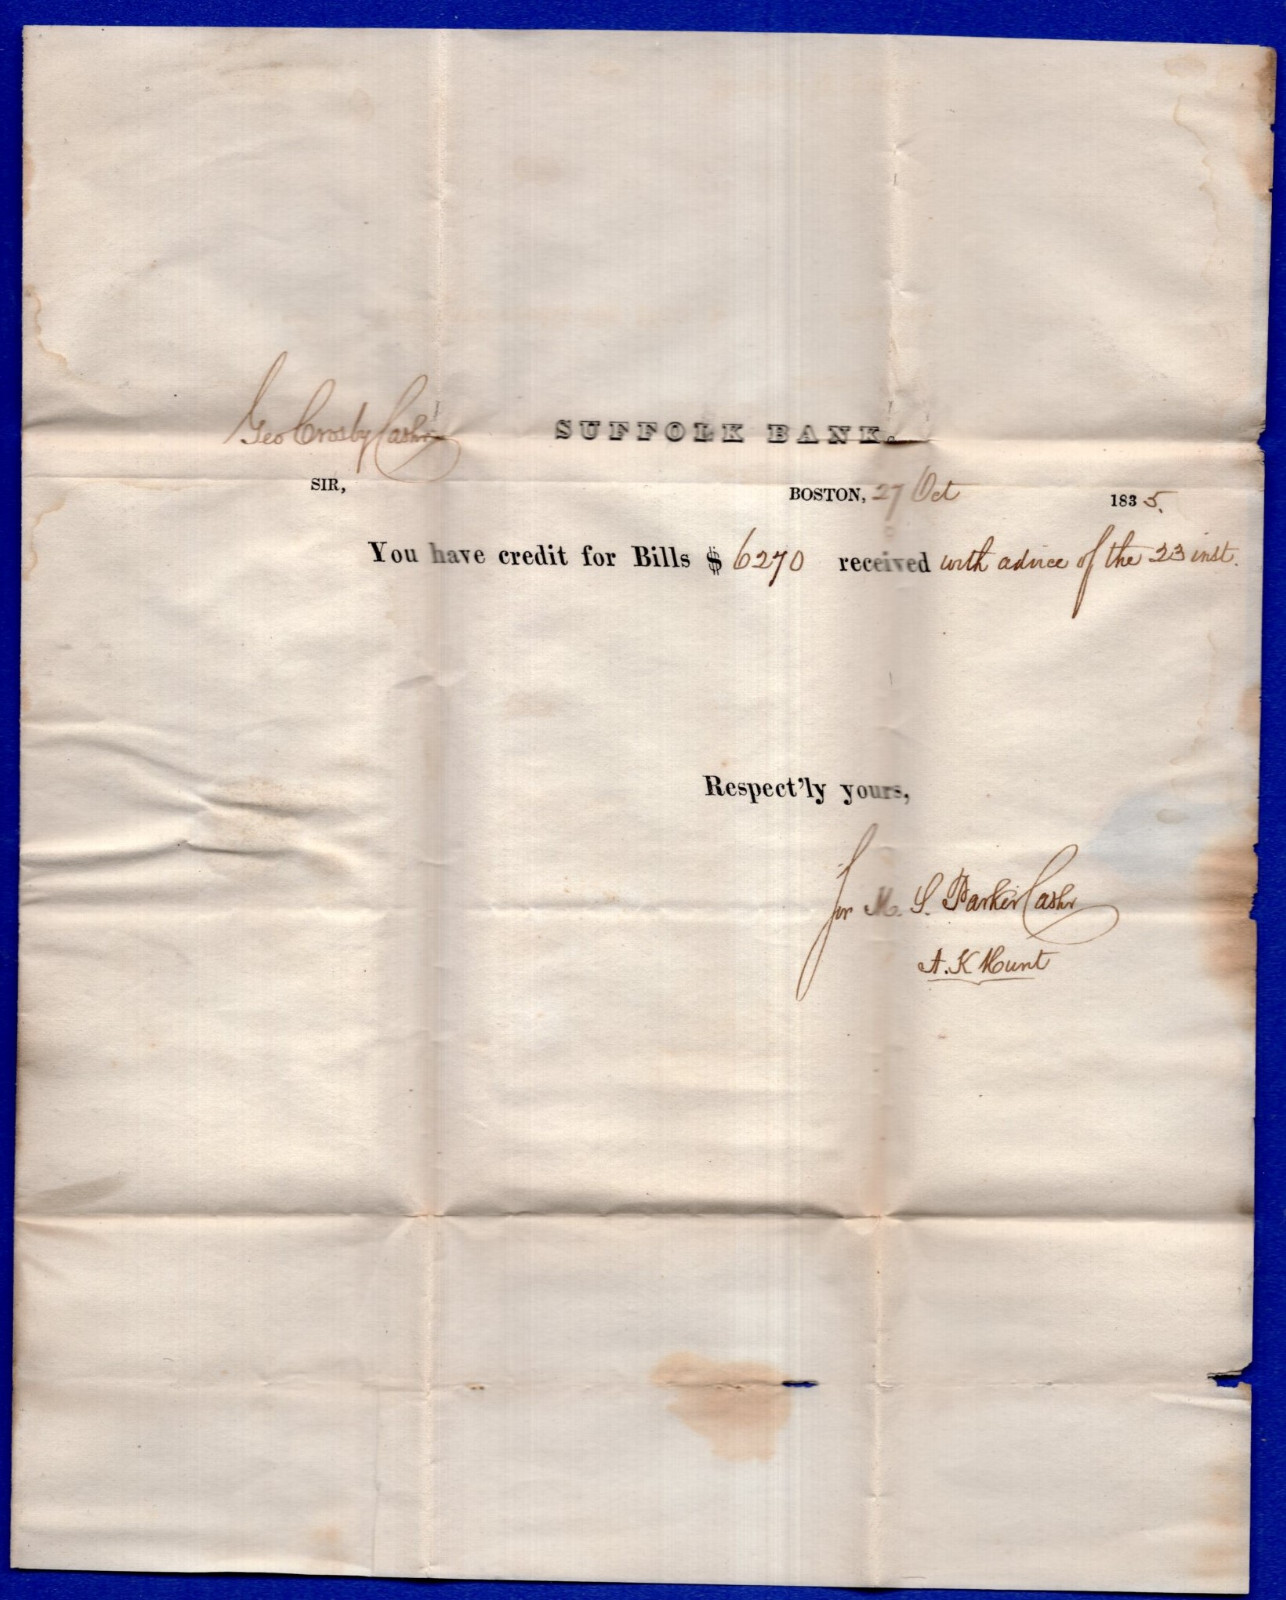 Geo Crosby Cashr
SUFFOLK BANK.
SIR,
BOSTON, 27 Oct 1835.
You have credit for Bills $ 6270 received with advice of the 23 inst.
Respect'ly yours,
for M. S. Parker Cashr
A. K Hunt